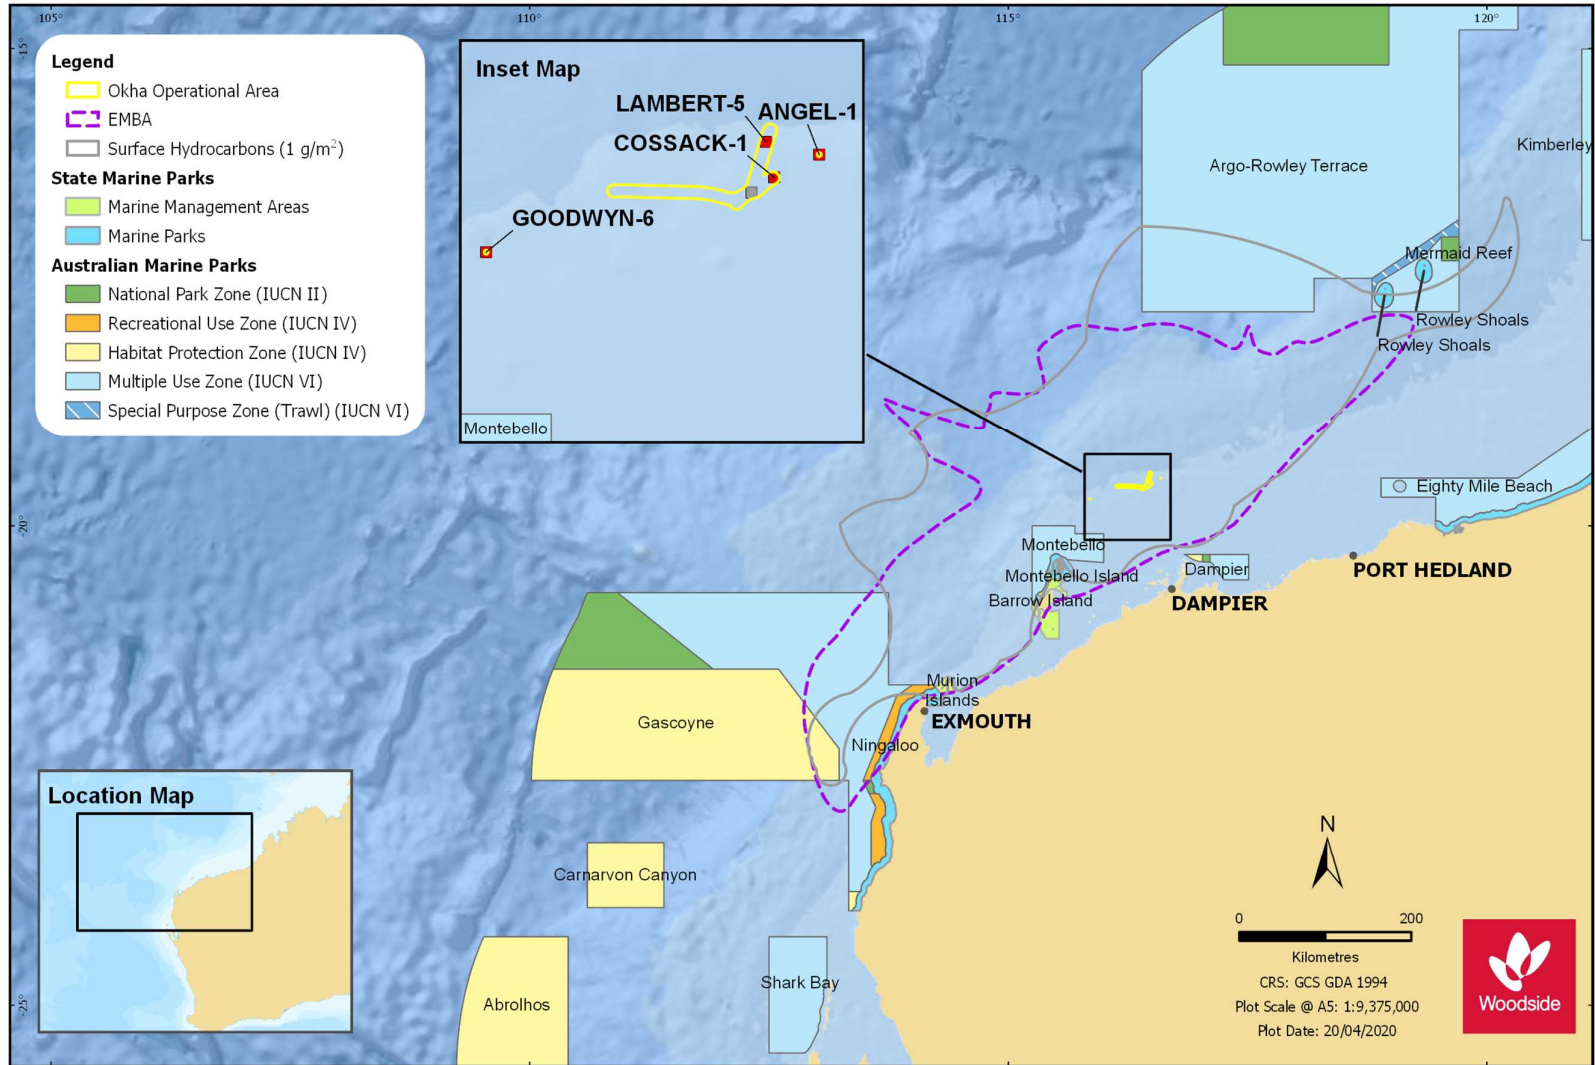 105°
110°
115°
120°
-15°
-20°
-25°
Legend
Okha Operational Area
EMBA
Surface Hydrocarbons (1 g/m²)
State Marine Parks
Marine Management Areas
Marine Parks
Australian Marine Parks
National Park Zone (IUCN II)
Recreational Use Zone (IUCN IV)
Habitat Protection Zone (IUCN IV)
Multiple Use Zone (IUCN VI)
Special Purpose Zone (Trawl) (IUCN VI)
Inset Map
LAMBERT-5
ANGEL-1
COSSACK-1
GOODWYN-6
Montebello
Kimberley
Argo-Rowley Terrace
Mermaid Reef
Rowley Shoals
Rowley Shoals
Eighty Mile Beach
Montebello
Montebello Island
Barrow Island
Dampier
PORT HEDLAND
DAMPIER
Murion
Islands
EXMOUTH
Ningaloo
Gascoyne
Carnarvon Canyon
Shark Bay
Abrolhos
Location Map
N
0
200
Kilometres
CRS: GCS GDA 1994
Plot Scale @ A5: 1:9,375,000
Plot Date: 20/04/2020
Woodside